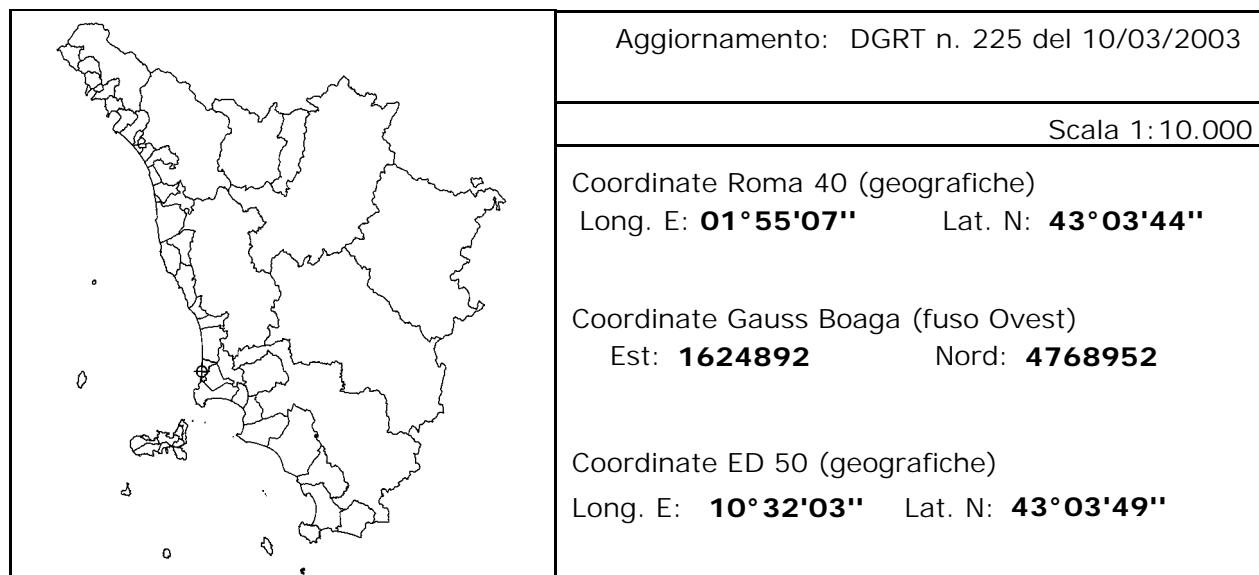 Aggiornamento: DGRT n. 225 del 10/03/2003
Scala 1:10.000
Coordinate Roma 40 (geografiche)
Long. E: 01°55'07'' Lat. N: 43°03'44''
Coordinate Gauss Boaga (fuso Ovest)
Est: 1624892 Nord: 4768952
Coordinate ED 50 (geografiche)
Long. E: 10°32'03'' Lat. N: 43°03'49''